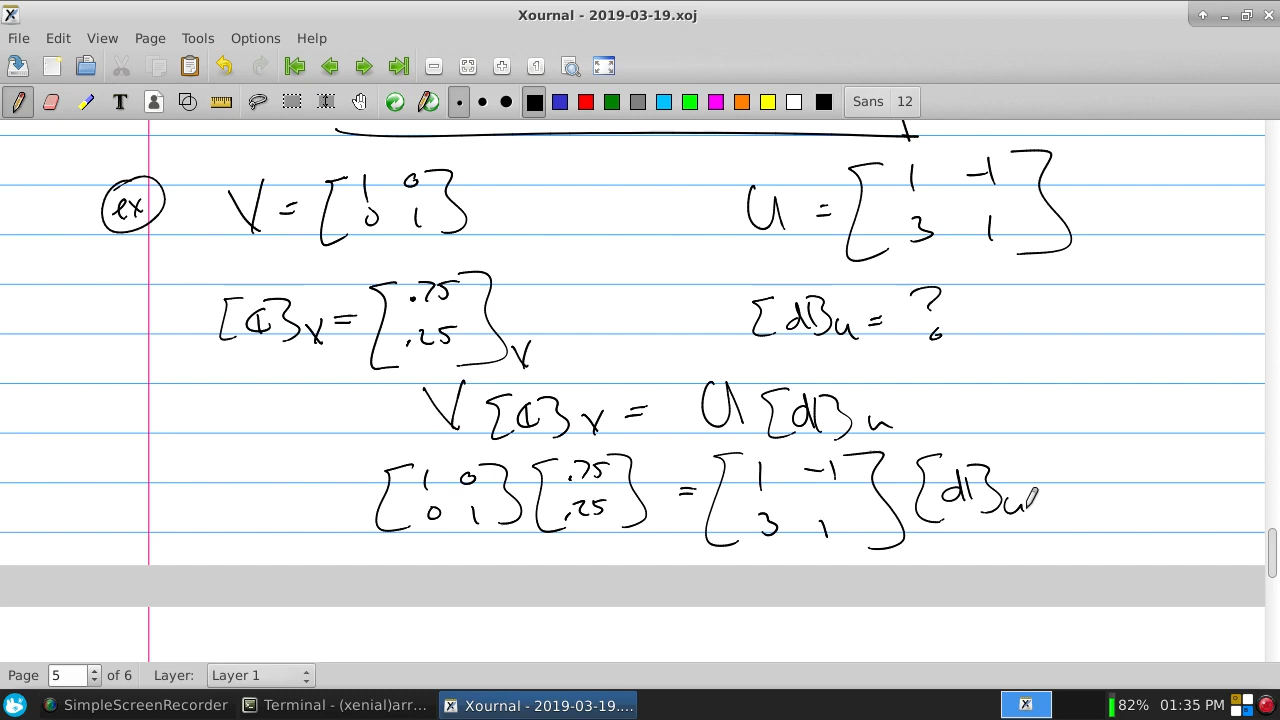 Xournal - 2019-03-19.xoj
File Edit View Page Tools Options Help
T Sans 12
ex V = [ 1 0 U = [ 1 -1
0 1 ] 3 1 ]
[ ]V = [ .75 [d]u = ?
.25 ]V
V [ ]V = U [d]u
[ 1 0 [ .75 = [ 1 -1 [d]u
0 1 ] .25 ] 3 1 ]
Page 5 of 6 Layer: Layer 1
SimpleScreenRecorder Terminal - (xenial)arr... Xournal - 2019-03-19.... 82% 01:35 PM